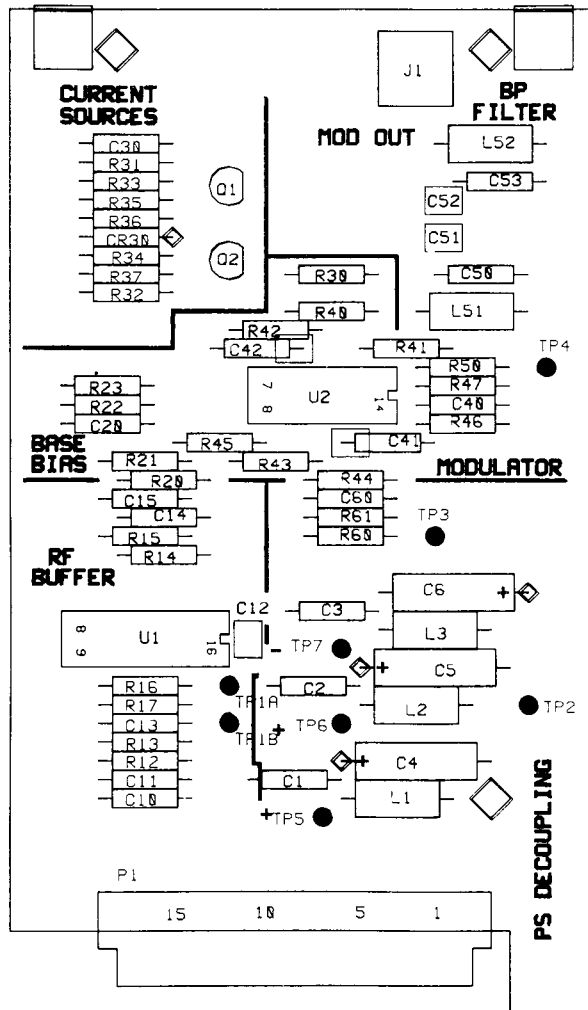 J1
CURRENT
SOURCES
BP
FILTER
MOD OUT
L52
C30
R31
R33
R35
R36
CR30
R34
R37
R32
Q1
Q2
C53
C52
C51
C50
L51
R30
R40
R42
C42
R41
TP4
R50
R47
C40
R46
7
8
U2
14
R23
R22
C20
BASE
BIAS
R45
C41
R21
R43
MODULATOR
R20
C15
C14
R15
R14
R44
C60
R61
R60
TP3
RF
BUFFER
C6
+
C12
C3
L3
8
9
U1
16
-
TP7
+
C5
R16
R17
C13
R13
R12
C11
C10
TP1A
TP1B
C2
+
TP6
L2
TP2
+
C4
C1
L1
+
TP5
PS DECOUPLING
P1
15
10
5
1